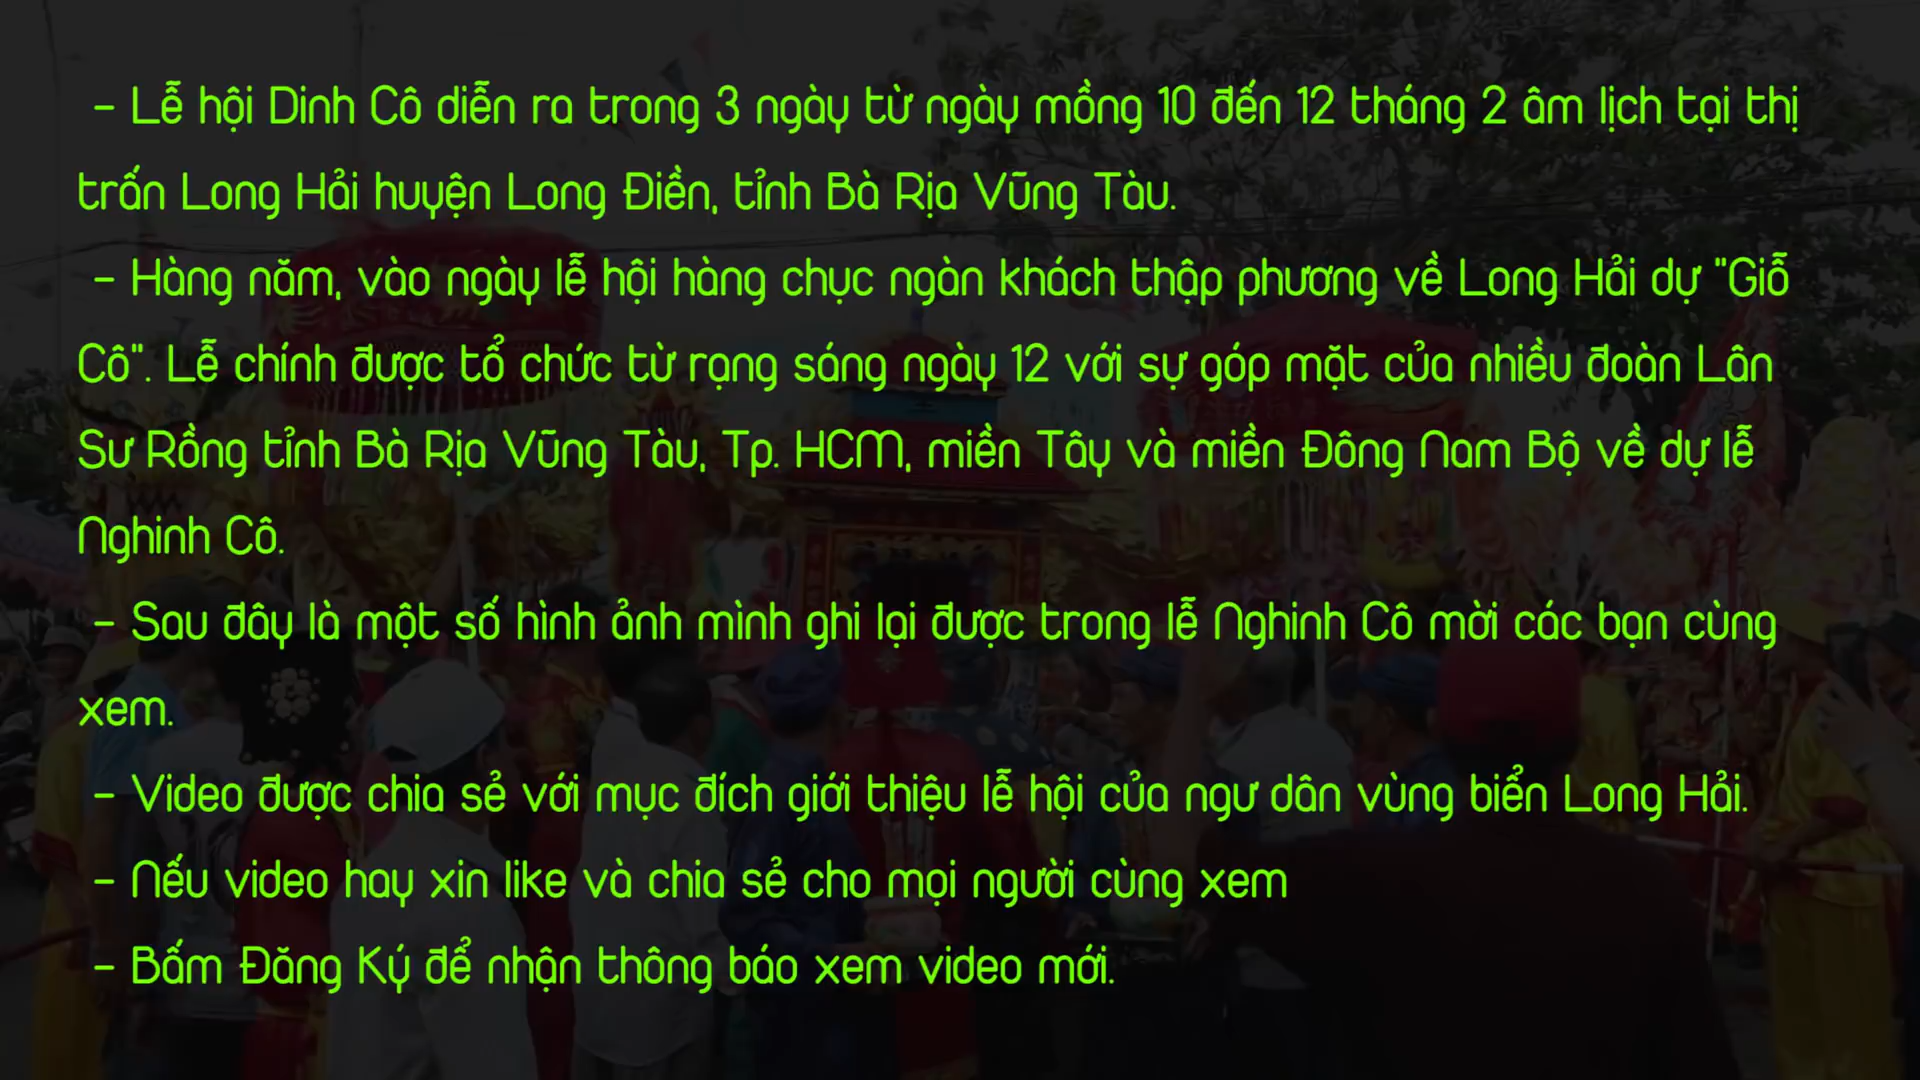 - Lễ hội Dinh Cô diễn ra trong 3 ngày từ ngày mồng 10 đến 12 tháng 2 âm lịch tại thị
trấn Long Hải huyện Long Điền, tỉnh Bà Rịa Vũng Tàu.
- Hàng năm, vào ngày lễ hội hàng chục ngàn khách thập phương về Long Hải dự "Giỗ
Cô". Lễ chính được tổ chức từ rạng sáng ngày 12 với sự góp mặt của nhiều đoàn Lân
Sư Rồng tỉnh Bà Rịa Vũng Tàu, Tp. HCM, miền Tây và miền Đông Nam Bộ về dự lễ
Nghinh Cô.
- Sau đây là một số hình ảnh mình ghi lại được trong lễ Nghinh Cô mời các bạn cùng
xem.
- Video được chia sẻ với mục đích giới thiệu lễ hội của ngư dân vùng biển Long Hải.
- Nếu video hay xin like và chia sẻ cho mọi người cùng xem
- Bấm Đăng Ký để nhận thông báo xem video mới.